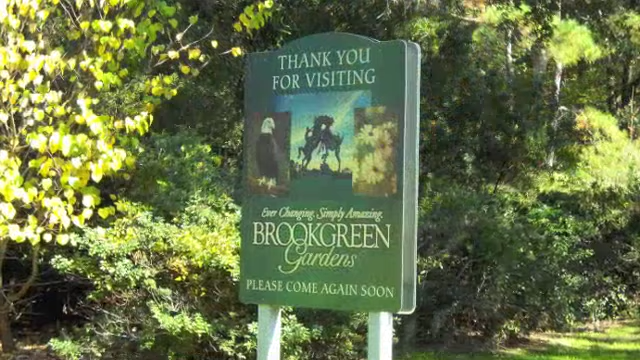 THANK YOU
FOR VISITING
Ever Changing. Simply Amazing.
BROOKGREEN
Gardens
PLEASE COME AGAIN SOON